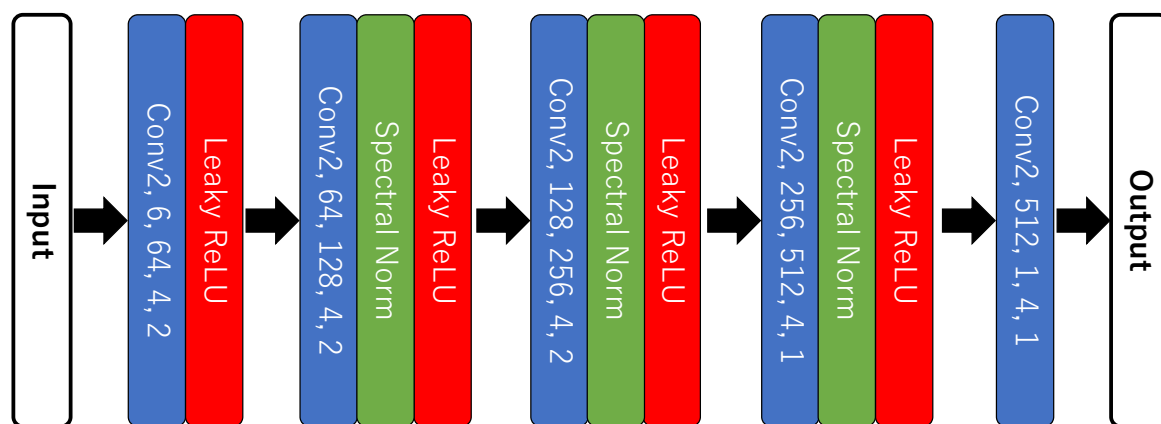 Input
Conv2, 6, 64, 4, 2
Leaky ReLU
Conv2, 64, 128, 4, 2
Spectral Norm
Leaky ReLU
Conv2, 128, 256, 4, 2
Spectral Norm
Leaky ReLU
Conv2, 256, 512, 4, 1
Spectral Norm
Leaky ReLU
Conv2, 512, 1, 4, 1
Output